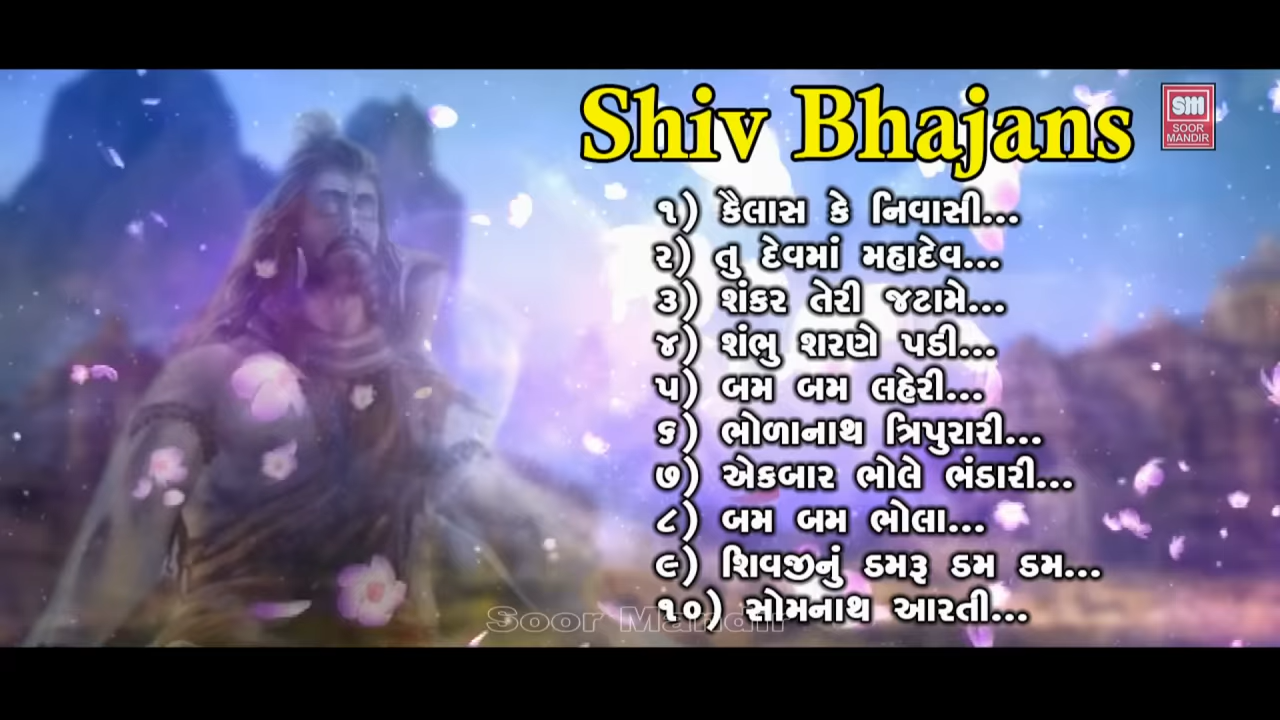 Shiv Bhajans
SM
SOOR
MANDIR
૧) કૈલાસ કે નિવાસી...
૨) તુ દેવમાં મહાદેવ...
૩) શંકર તેરી જટામે...
૪) શંભુ શરણે પડી...
૫) બમ બમ લહેરી...
૬) ભોળાનાથ ત્રિપુરારી...
૭) એકબાર ભોલે ભંડારી...
૮) બમ બમ ભોલા...
૯) શિવજીનું ડમરૂ ડમ ડમ...
૧૦) સોમનાથ આરતી...
Soor Mandir